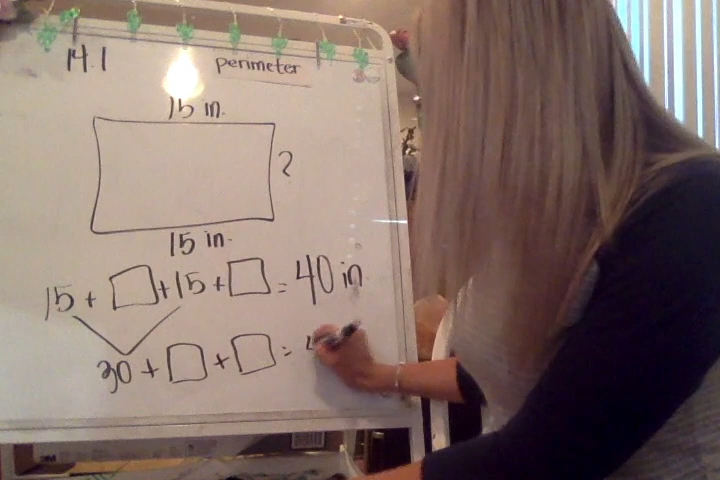 14.1 perimeter
15 in.
?
15 in.
15 + □ + 15 + □ = 40 in
30 + □ + □ =